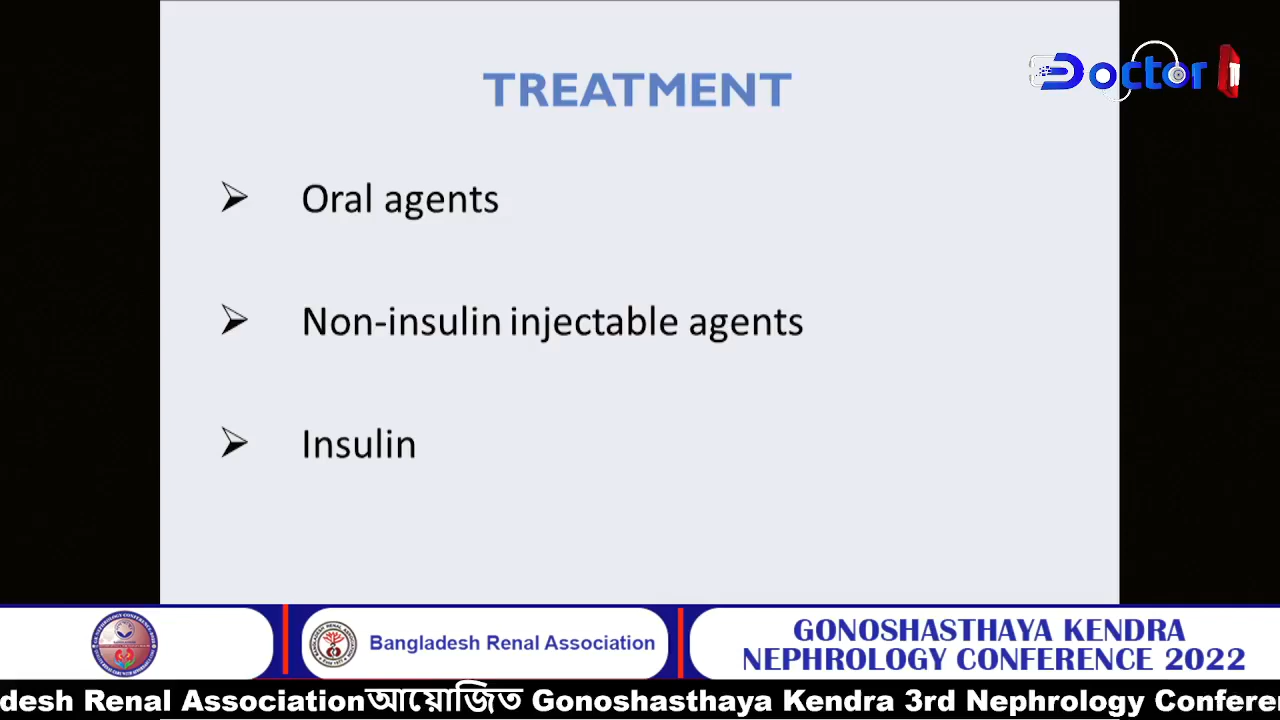 TREATMENT
Doctor
➢ Oral agents
➢ Non-insulin injectable agents
➢ Insulin
Bangladesh Renal Association
GONOSHASTHAYA KENDRA
NEPHROLOGY CONFERENCE 2022
desh Renal Associationআয়োজিত Gonoshasthaya Kendra 3rd Nephrology Confere